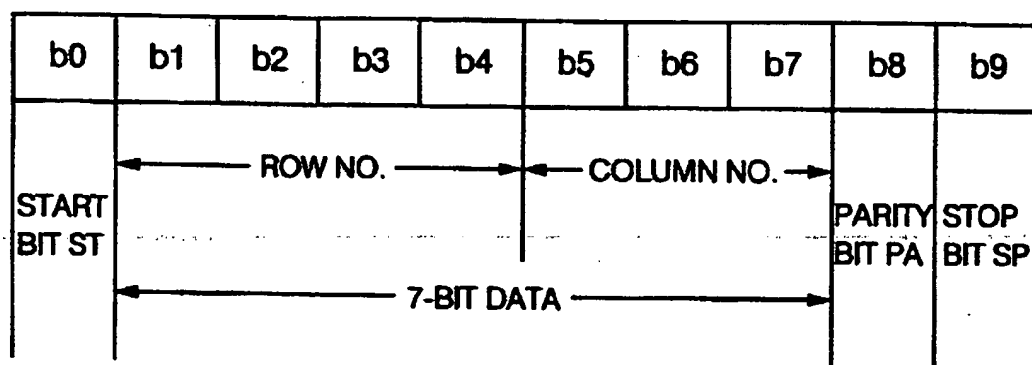 b0 b1 b2 b3 b4 b5 b6 b7 b8 b9
ROW NO. COLUMN NO.
START BIT ST
PARITY BIT PA
STOP BIT SP
7-BIT DATA